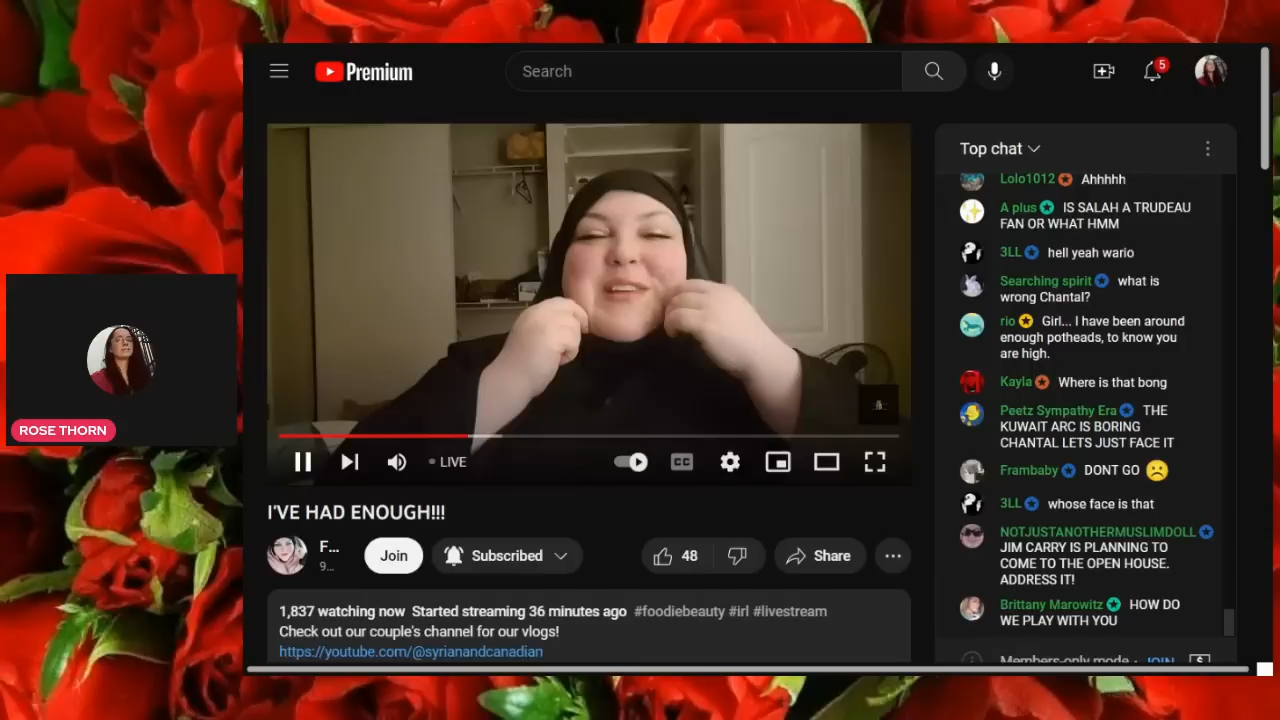 Premium
Search
5
Top chat
Lolo1012 Ahhhhh
A plus IS SALAH A TRUDEAU
FAN OR WHAT HMM
3LL hell yeah wario
Searching spirit what is
wrong Chantal?
rio Girl... I have been around
enough potheads, to know you
are high.
Kayla Where is that bong
Peetz Sympathy Era THE
KUWAIT ARC IS BORING
CHANTAL LETS JUST FACE IT
Frambaby DONT GO
3LL whose face is that
NOTJUSTANOTHERMUSLIMDOLL
JIM CARRY IS PLANNING TO
COME TO THE OPEN HOUSE.
ADDRESS IT!
Brittany Marowitz HOW DO
WE PLAY WITH YOU
Members-only mode · JOIN
ROSE THORN
LIVE
CC
I'VE HAD ENOUGH!!!
F...
9...
Join
Subscribed
48
Share
1,837 watching now Started streaming 36 minutes ago #foodiebeauty #irl #livestream
Check out our couple's channel for our vlogs!
https://youtube.com/@syrianandcanadian